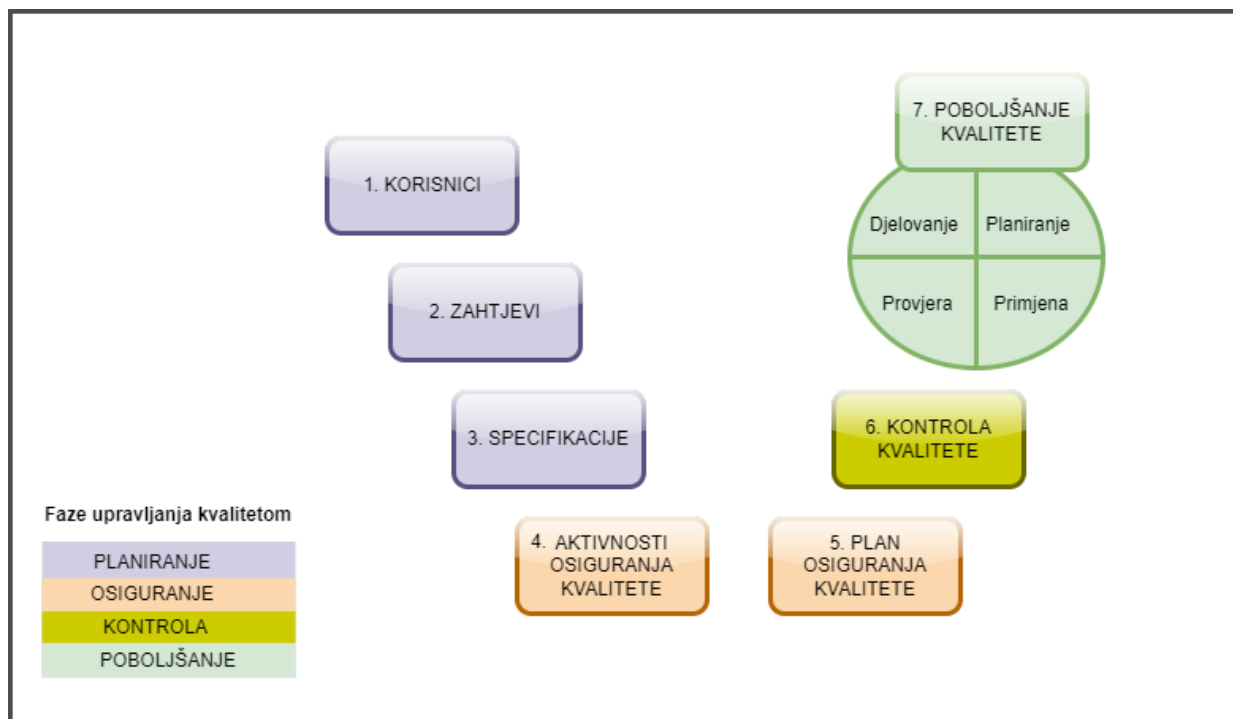 1. KORISNICI
2. ZAHTJEVI
3. SPECIFIKACIJE
4. AKTIVNOSTI
OSIGURANJA
KVALITETE
5. PLAN
OSIGURANJA
KVALITETE
6. KONTROLA
KVALITETE
7. POBOLJŠANJE
KVALITETE
Djelovanje
Planiranje
Provjera
Primjena
Faze upravljanja kvalitetom
PLANIRANJE
OSIGURANJE
KONTROLA
POBOLJŠANJE